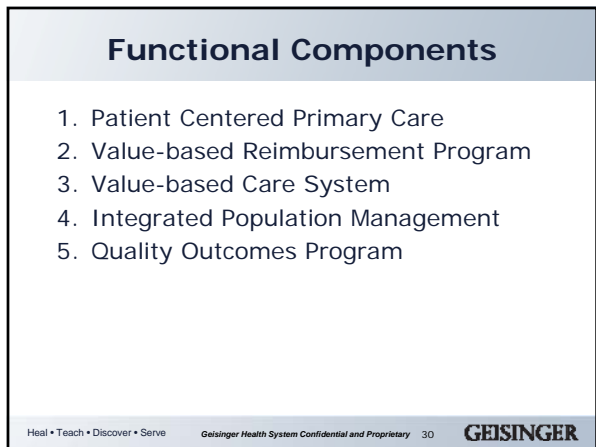 Functional Components
1. Patient Centered Primary Care
2. Value-based Reimbursement Program
3. Value-based Care System
4. Integrated Population Management
5. Quality Outcomes Program
Heal • Teach • Discover • Serve Geisinger Health System Confidential and Proprietary 30 GEISINGER